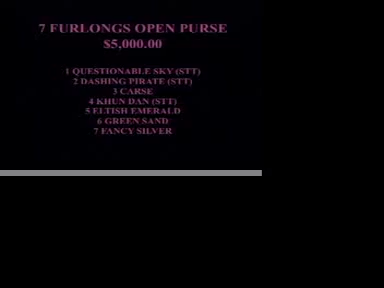 7 FURLONGS OPEN PURSE
$5,000.00
1 QUESTIONABLE SKY (STT)
2 DASHING PIRATE (STT)
3 CARSE
4 KHUN DAN (STT)
5 ELTISH EMERALD
6 GREEN SAND
7 FANCY SILVER